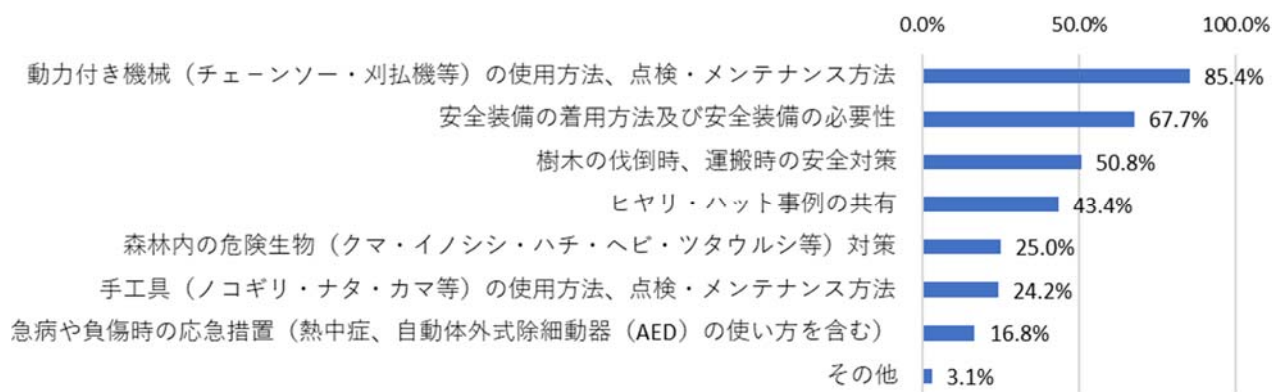 0.0% 50.0% 100.0%
動力付き機械（チェーンソー・刈払機等）の使用方法、点検・メンテナンス方法 85.4%
安全装備の着用方法及び安全装備の必要性 67.7%
樹木の伐倒時、運搬時の安全対策 50.8%
ヒヤリ・ハット事例の共有 43.4%
森林内の危険生物（クマ・イノシシ・ハチ・ヘビ・ツタウルシ等）対策 25.0%
手工具（ノコギリ・ナタ・カマ等）の使用方法、点検・メンテナンス方法 24.2%
急病や負傷時の応急措置（熱中症、自動体外式除細動器（AED）の使い方を含む） 16.8%
その他 3.1%